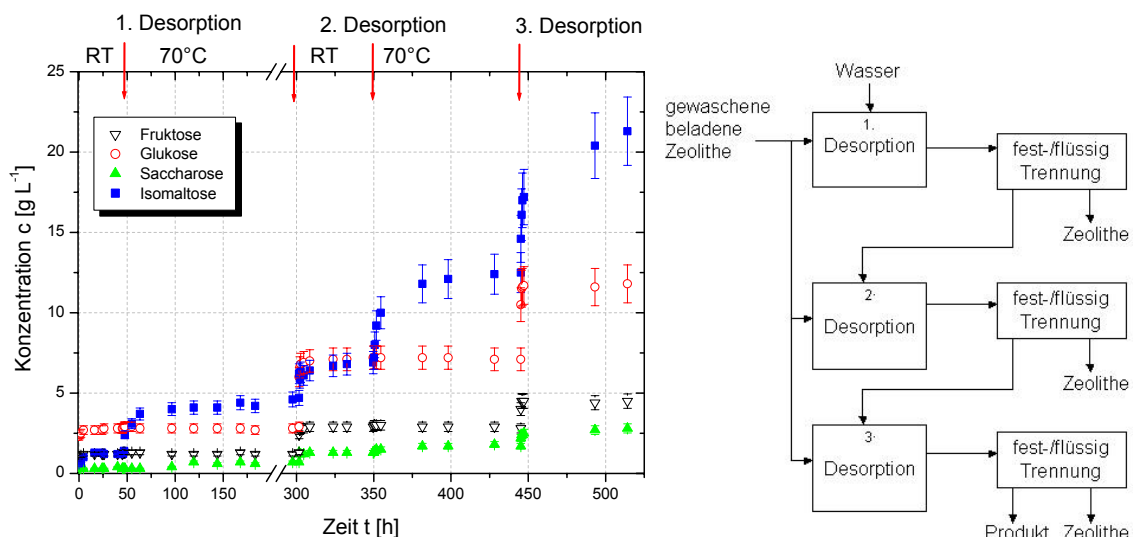 1. Desorption
2. Desorption
3. Desorption
RT
70°C
RT
70°C
Konzentration c [g L⁻¹]
25
20
15
10
5
0
Fruktose
Glukose
Saccharose
Isomaltose
0 50 100 150 300 350 400 450 500
Zeit t [h]
Wasser
gewaschene
beladene
Zeolithe
1.
Desorption
fest-/flüssig
Trennung
Zeolithe
2.
Desorption
fest-/flüssig
Trennung
Zeolithe
3.
Desorption
fest-/flüssig
Trennung
Produkt Zeolithe